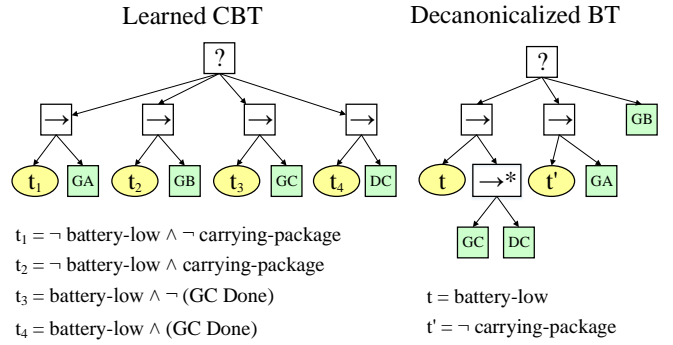 Learned CBT
Decanonicalized BT
?
→ → → →
t₁ GA t₂ GB t₃ GC t₄ DC
t₁ = ¬ battery-low ∧ ¬ carrying-package
t₂ = ¬ battery-low ∧ carrying-package
t₃ = battery-low ∧ ¬ (GC Done)
t₄ = battery-low ∧ (GC Done)
?
→ → GB
t →* t' GA
GC DC
t = battery-low
t' = ¬ carrying-package